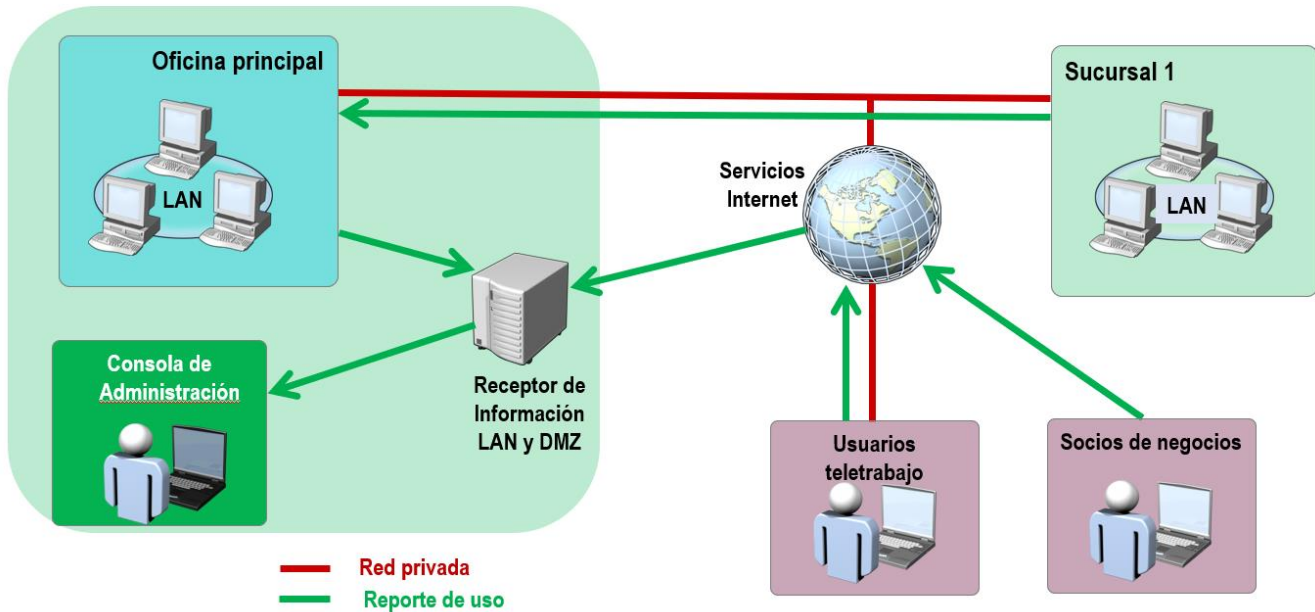 Oficina principal
LAN
Sucursal 1
LAN
Servicios
Internet
Consola de
Administración
Receptor de
Información
LAN y DMZ
Usuarios
teletrabajo
Socios de negocios
Red privada
Reporte de uso